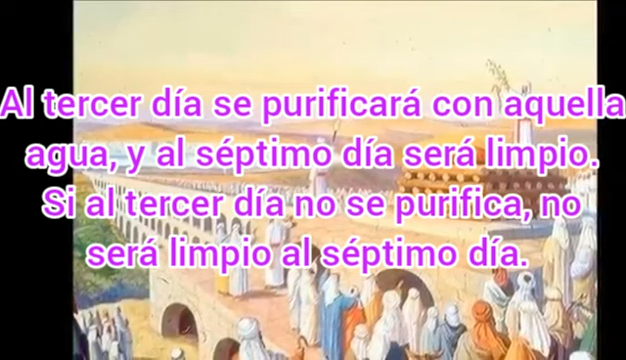 Al tercer día se purificará con aquella
agua, y al séptimo día será limpio.
Si al tercer día no se purifica, no
será limpio al séptimo día.